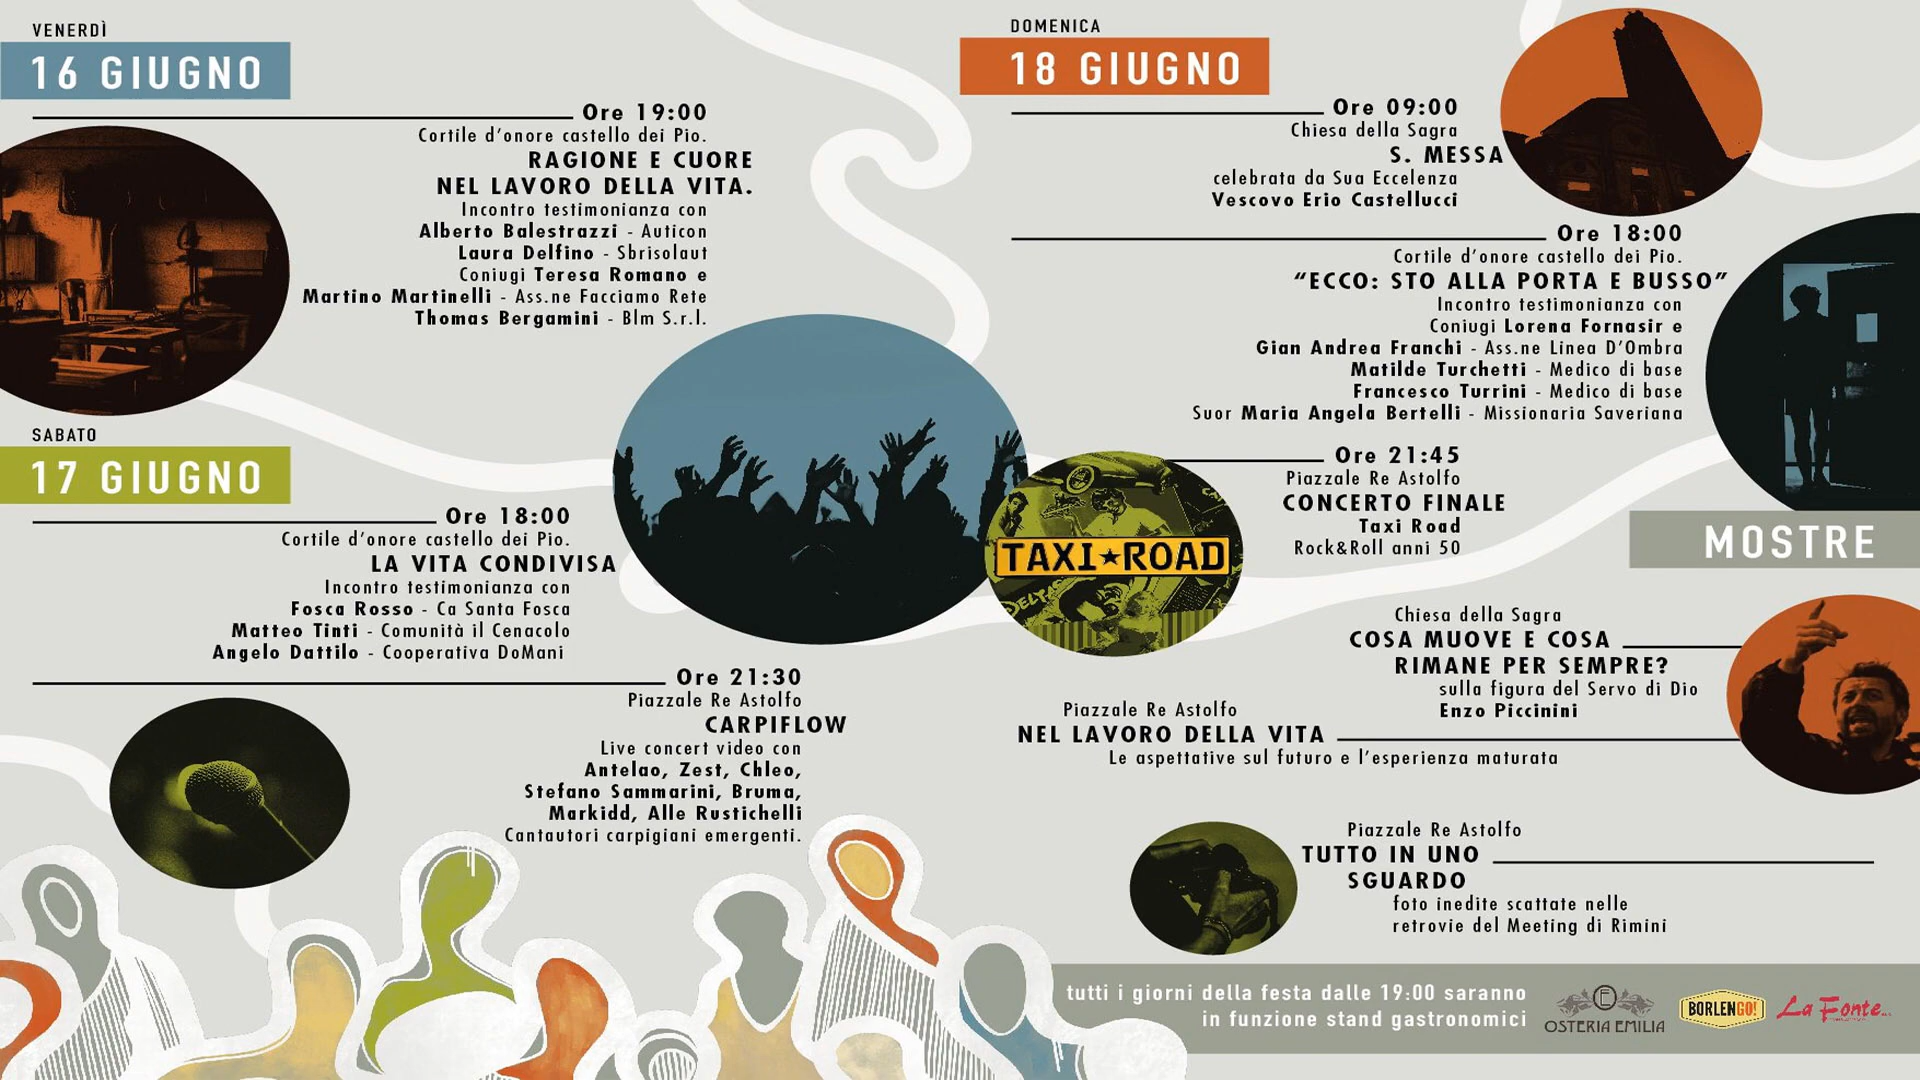 VENERDÌ
16 GIUGNO
Ore 19:00
Cortile d'onore castello dei Pio.
RAGIONE E CUORE
NEL LAVORO DELLA VITA.
Incontro testimonianza con
Alberto Balestrazzi - Auticon
Laura Delfino - Sbrisolaut
Coniugi Teresa Romano e
Martino Martinelli - Ass.ne Facciamo Rete
Thomas Bergamini - Blm S.r.l.
SABATO
17 GIUGNO
Ore 18:00
Cortile d'onore castello dei Pio.
LA VITA CONDIVISA
Incontro testimonianza con
Fosca Rosso - Ca Santa Fosca
Matteo Tinti - Comunità il Cenacolo
Angelo Dattilo - Cooperativa DoMani
Ore 21:30
Piazzale Re Astolfo
CARPIFLOW
Live concert video con
Antelao, Zest, Chleo,
Stefano Sammarini, Bruma,
Markidd, Alle Rustichelli
Cantautori carpigiani emergenti.
DOMENICA
18 GIUGNO
Ore 09:00
Chiesa della Sagra
S. MESSA
celebrata da Sua Eccelenza
Vescovo Erio Castellucci
Ore 18:00
Cortile d'onore castello dei Pio.
"ECCO: STO ALLA PORTA E BUSSO"
Incontro testimonianza con
Coniugi Lorena Fornasir e
Gian Andrea Franchi - Ass.ne Linea D'Ombra
Matilde Turchetti - Medico di base
Francesco Turrini - Medico di base
Suor Maria Angela Bertelli - Missionaria Saveriana
Ore 21:45
Piazzale Re Astolfo
CONCERTO FINALE
Taxi Road
Rock&Roll anni 50
TAXI★ROAD
DELTA
MOSTRE
Chiesa della Sagra
COSA MUOVE E COSA
RIMANE PER SEMPRE?
sulla figura del Servo di Dio
Enzo Piccinini
Piazzale Re Astolfo
NEL LAVORO DELLA VITA
Le aspettative sul futuro e l'esperienza maturata
Piazzale Re Astolfo
TUTTO IN UNO
SGUARDO
foto inedite scattate nelle
retrovie del Meeting di Rimini
tutti i giorni della festa dalle 19:00 saranno
in funzione stand gastronomici
OSTERIA EMILIA
BORLENGO!
La Fonte